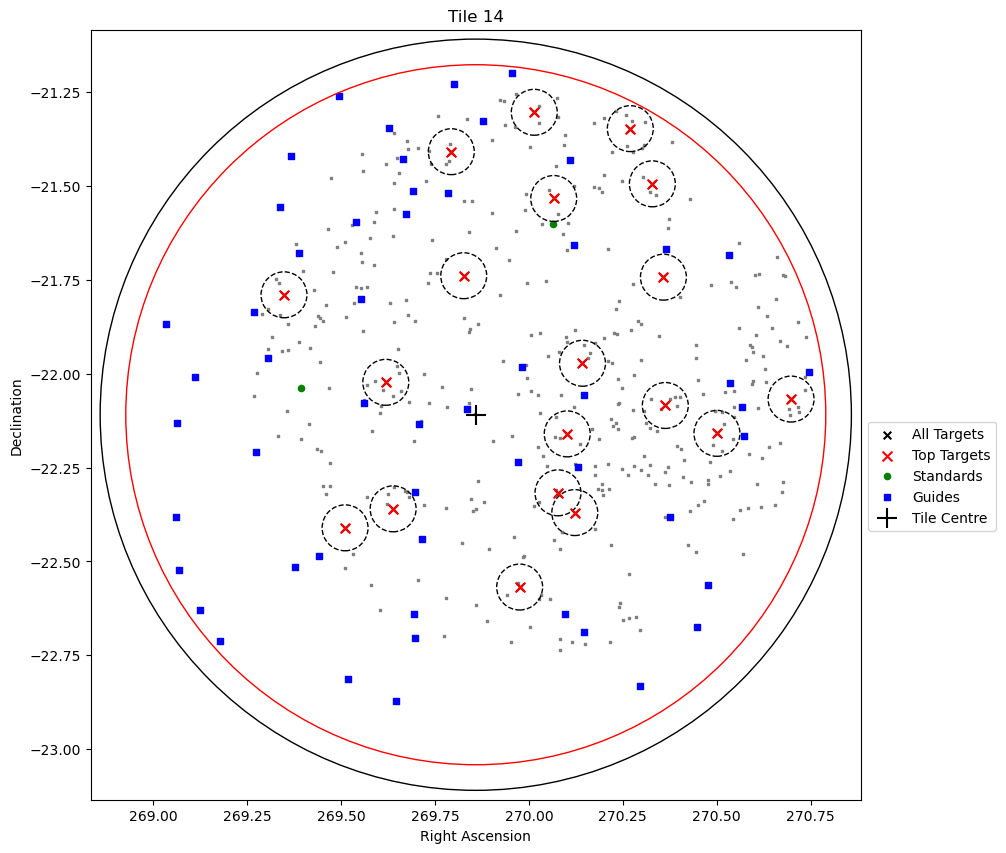 Tile 14
−21.25
−21.50
−21.75
−22.00
−22.25
−22.50
−22.75
−23.00
Declination
269.00 269.25 269.50 269.75 270.00 270.25 270.50 270.75
Right Ascension
All Targets
Top Targets
Standards
Guides
Tile Centre